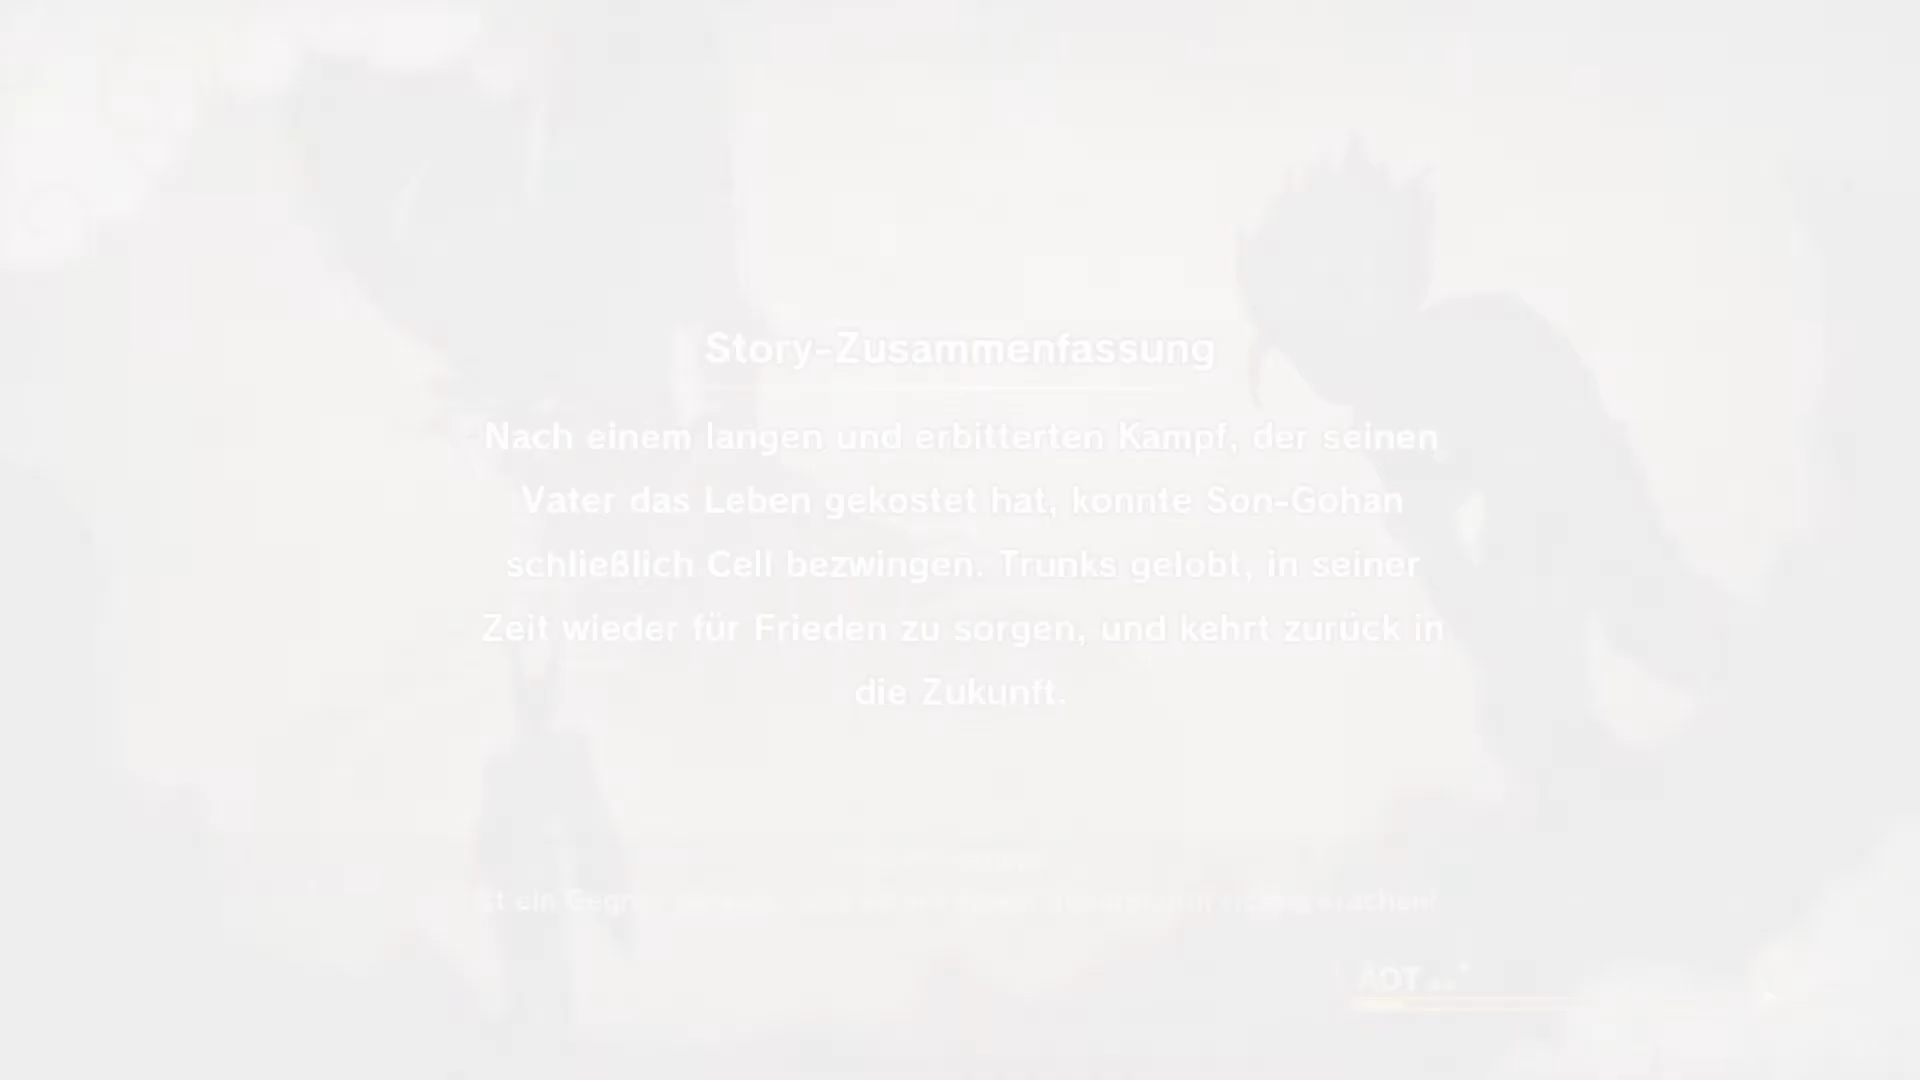 Story-Zusammenfassung
Nach einem langen und erbitterten Kampf, der seinen
Vater das Leben gekostet hat, konnte Son-Gohan
schließlich Cell bezwingen. Trunks gelobt, in seiner
Zeit wieder für Frieden zu sorgen, und kehrt zurück in
die Zukunft.
ein